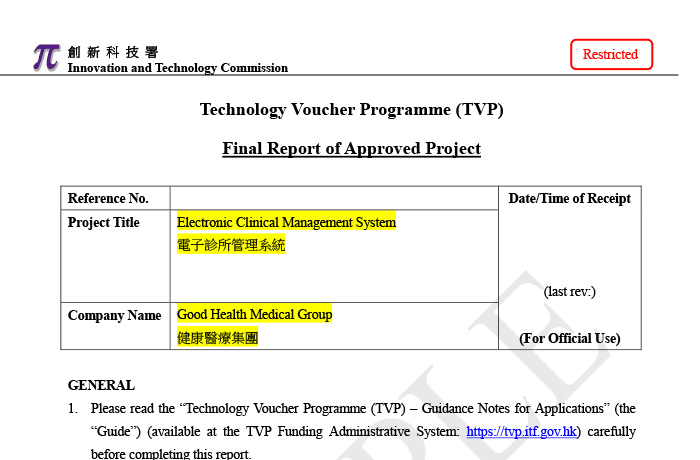 創新科技署
Innovation and Technology Commission
Restricted
Technology Voucher Programme (TVP)
Final Report of Approved Project
Reference No.
Date/Time of Receipt
Project Title
Electronic Clinical Management System
電子診所管理系統
(last rev:)
Company Name
Good Health Medical Group
健康醫療集團
(For Official Use)
GENERAL
1. Please read the “Technology Voucher Programme (TVP) – Guidance Notes for Applications” (the
“Guide”) (available at the TVP Funding Administrative System: https://tvp.itf.gov.hk) carefully
before completing this report.
PLE